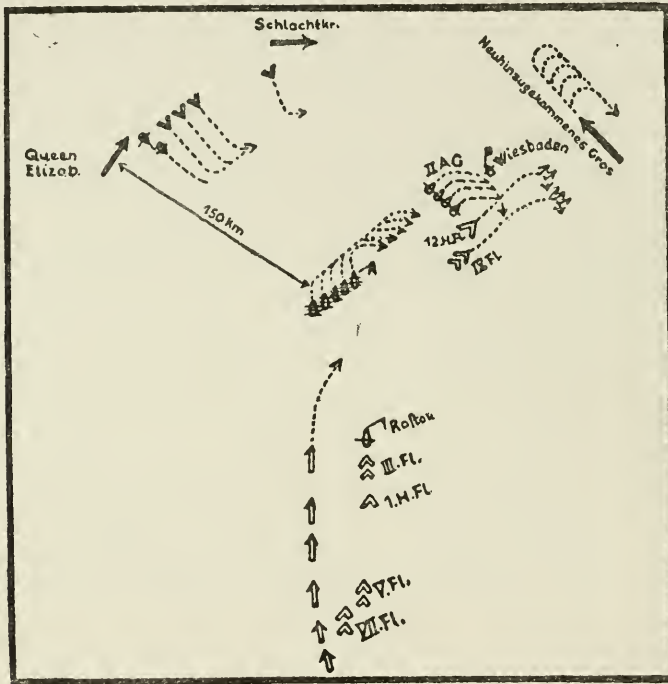 Schlachtkr.
Neuhinzugekommenes Gros
Queen
Elizab.
II AG
Wiesbaden
150 km
12.H.Fl.
IX Fl
Rostou
III. Fl.
1. H. Fl
V. Fl.
VII. Fl.